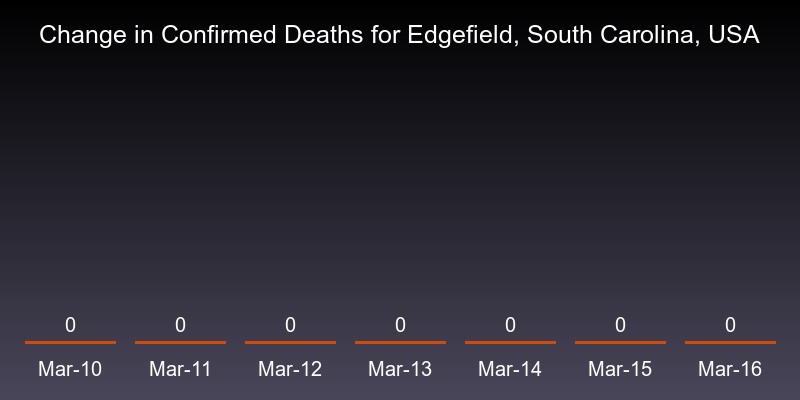 Change in Confirmed Deaths for Edgefield, South Carolina, USA
0 0 0 0 0 0 0
Mar-10 Mar-11 Mar-12 Mar-13 Mar-14 Mar-15 Mar-16